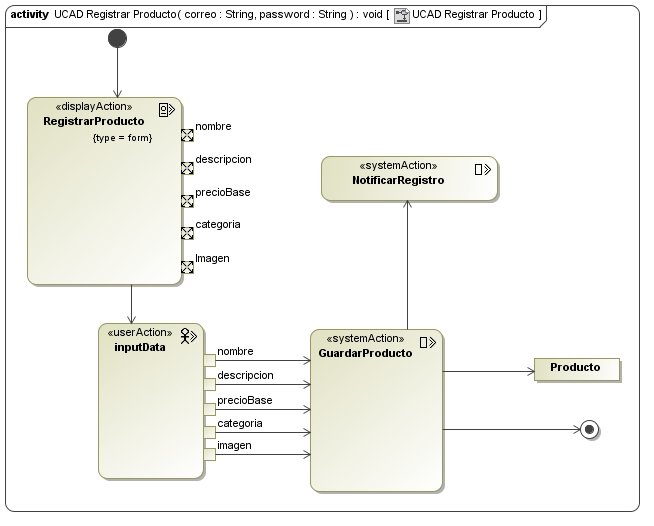 activity UCAD Registrar Producto( correo : String, password : String ) : void [ UCAD Registrar Producto ]
«displayAction»
RegistrarProducto
{type = form}
nombre
descripcion
precioBase
categoria
Imagen
«systemAction»
NotificarRegistro
«userAction»
inputData
nombre
descripcion
precioBase
categoria
imagen
«systemAction»
GuardarProducto
Producto